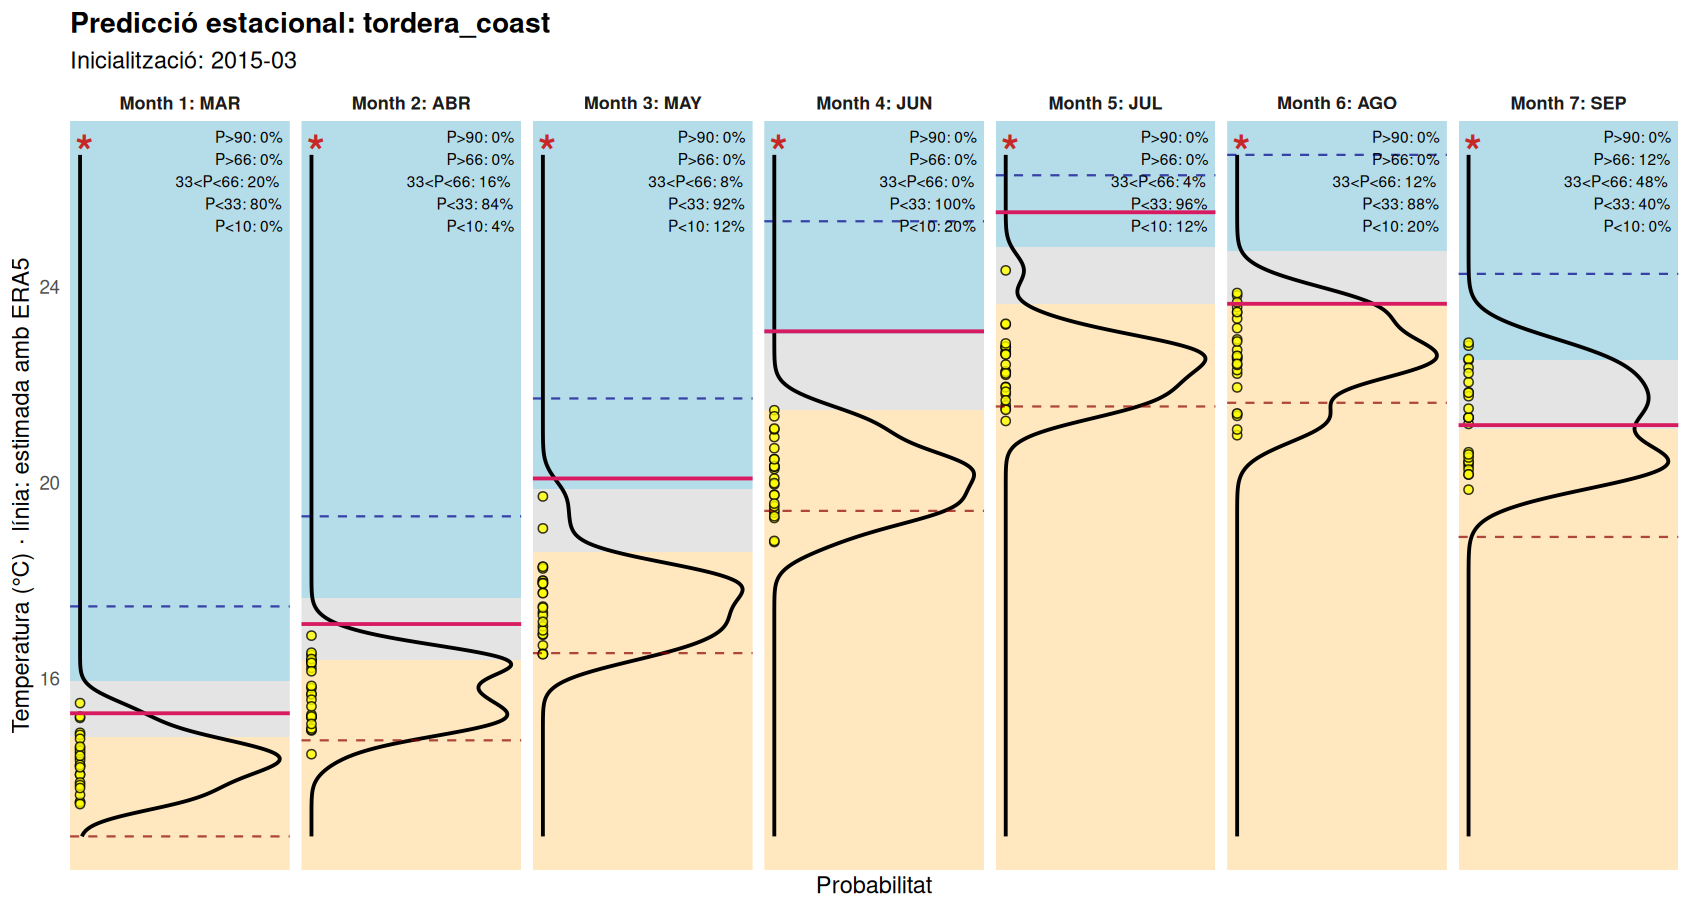 Predicció estacional: tordera_coast
Inicialització: 2015-03
Month 1: MAR
Month 2: ABR
Month 3: MAY
Month 4: JUN
Month 5: JUL
Month 6: AGO
Month 7: SEP
*
P>90: 0%
P>66: 0%
33<P<66: 20%
P<33: 80%
P<10: 0%
*
P>90: 0%
P>66: 0%
33<P<66: 16%
P<33: 84%
P<10: 4%
*
P>90: 0%
P>66: 0%
33<P<66: 8%
P<33: 92%
P<10: 12%
*
P>90: 0%
P>66: 0%
33<P<66: 0%
P<33: 100%
P<10: 20%
*
P>90: 0%
P>66: 0%
33<P<66: 4%
P<33: 96%
P<10: 12%
*
P>90: 0%
P>66: 0%
33<P<66: 12%
P<33: 88%
P<10: 20%
*
P>90: 0%
P>66: 12%
33<P<66: 48%
P<33: 40%
P<10: 0%
Temperatura (°C) · línia: estimada amb ERA5
24
20
16
Probabilitat